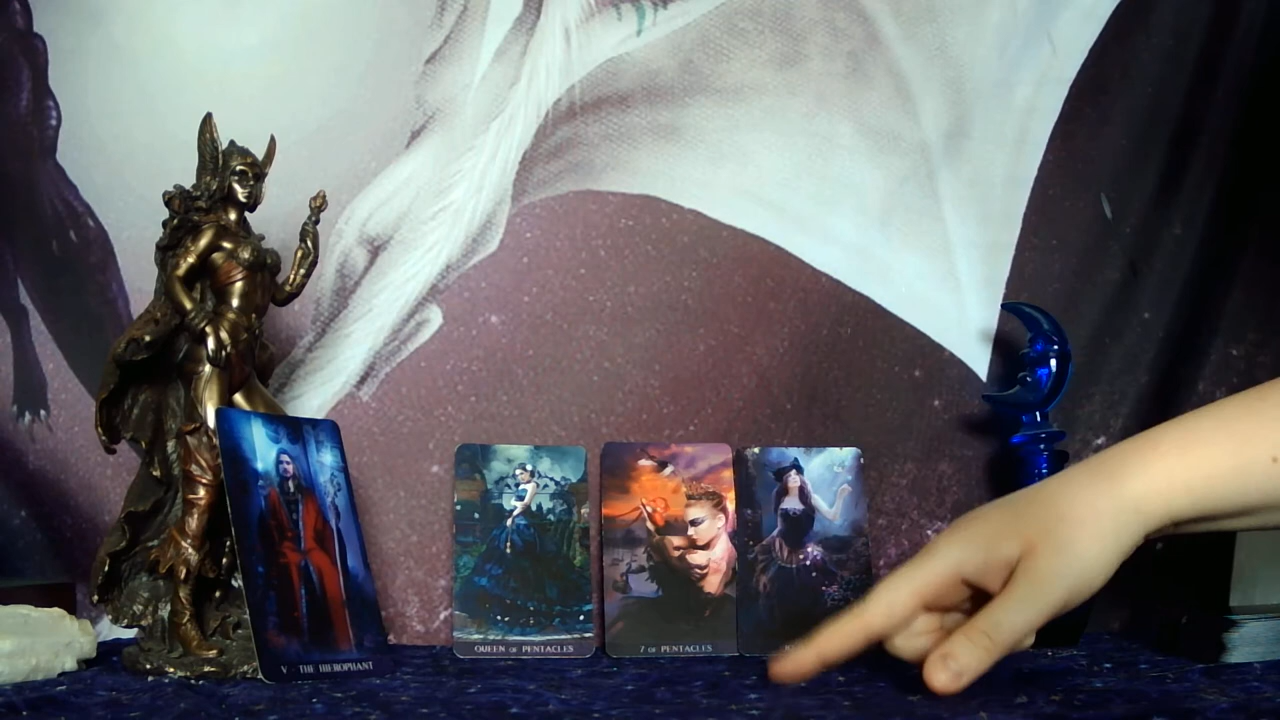 V - THE HIEROPHANT
QUEEN OF PENTACLES
7 OF PENTACLES